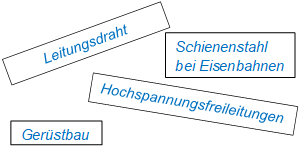 Leitungsdraht
Schienenstahl
bei Eisenbahnen
Hochspannungsfreileitungen
Gerüstbau